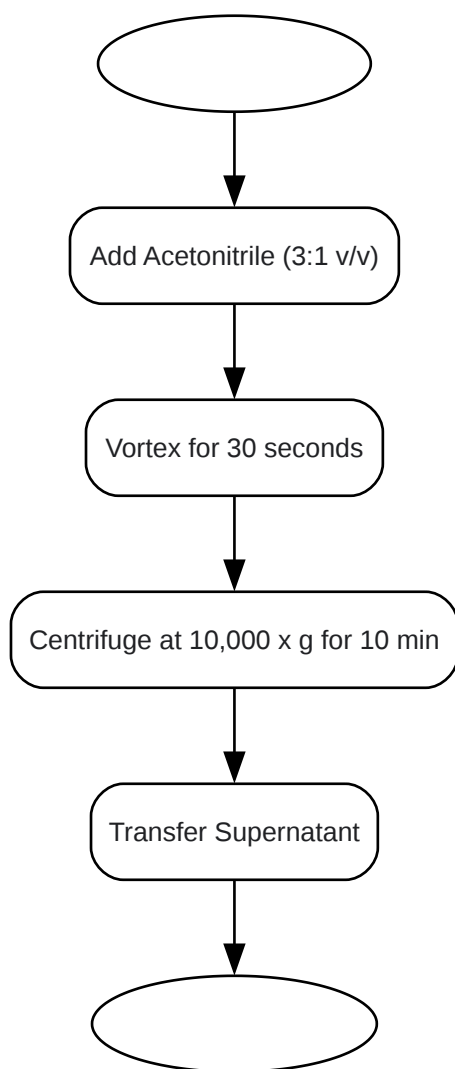 Add Acetonitrile (3:1 v/v)
Vortex for 30 seconds
Centrifuge at 10,000 x g for 10 min
Transfer Supernatant